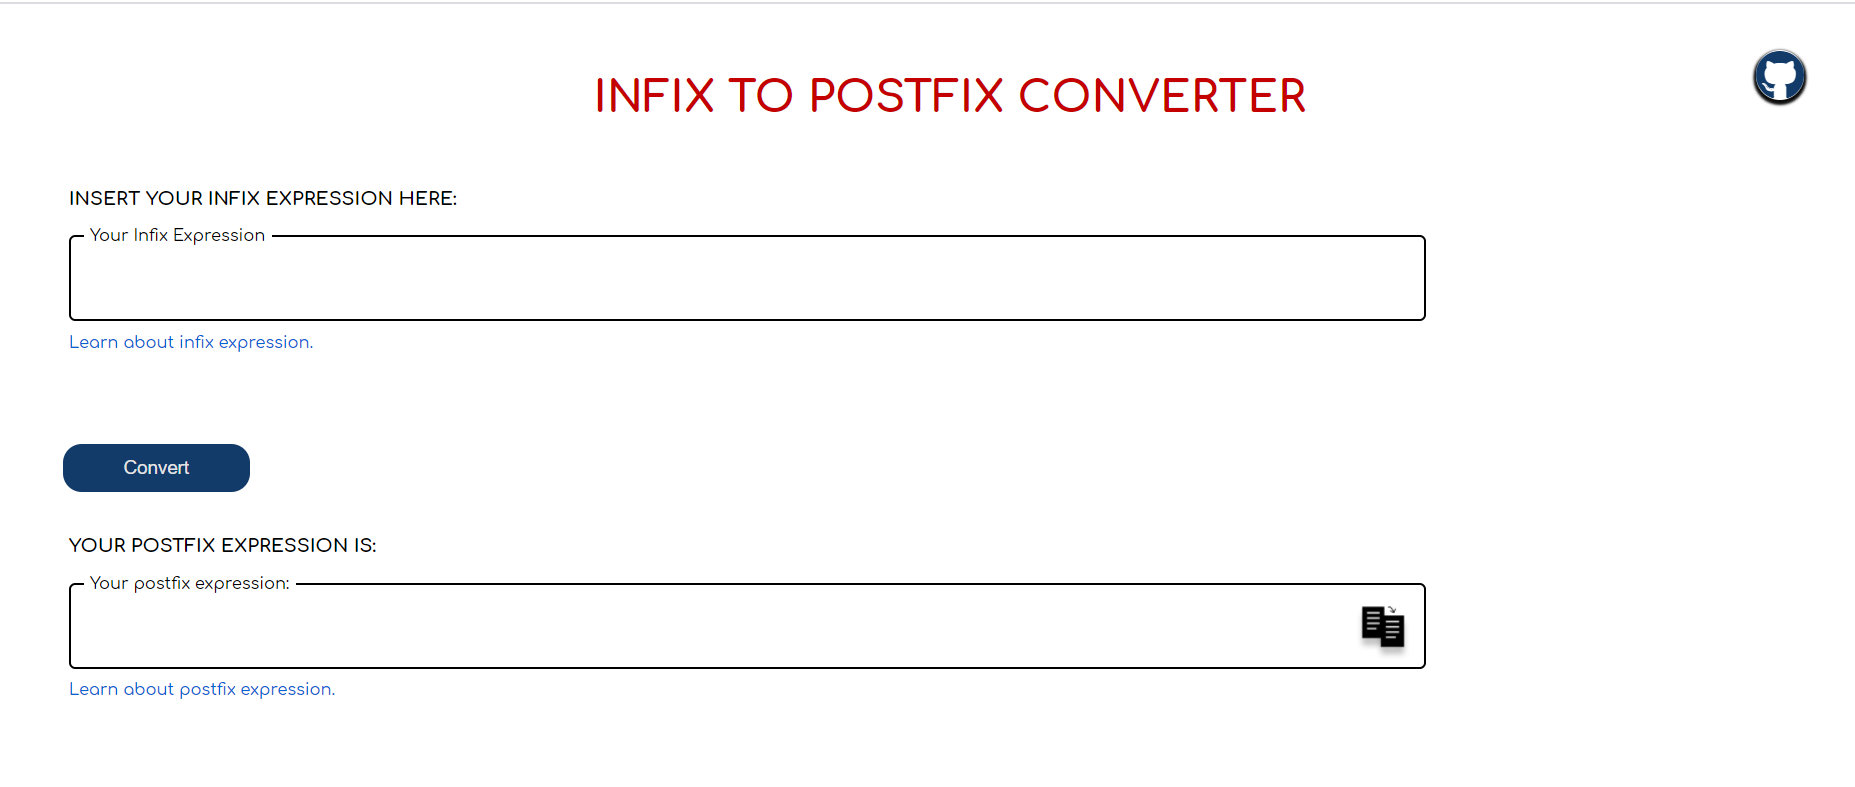 INFIX TO POSTFIX CONVERTER
INSERT YOUR INFIX EXPRESSION HERE:
Your Infix Expression
Learn about infix expression.
Convert
YOUR POSTFIX EXPRESSION IS:
Your postfix expression:
Learn about postfix expression.